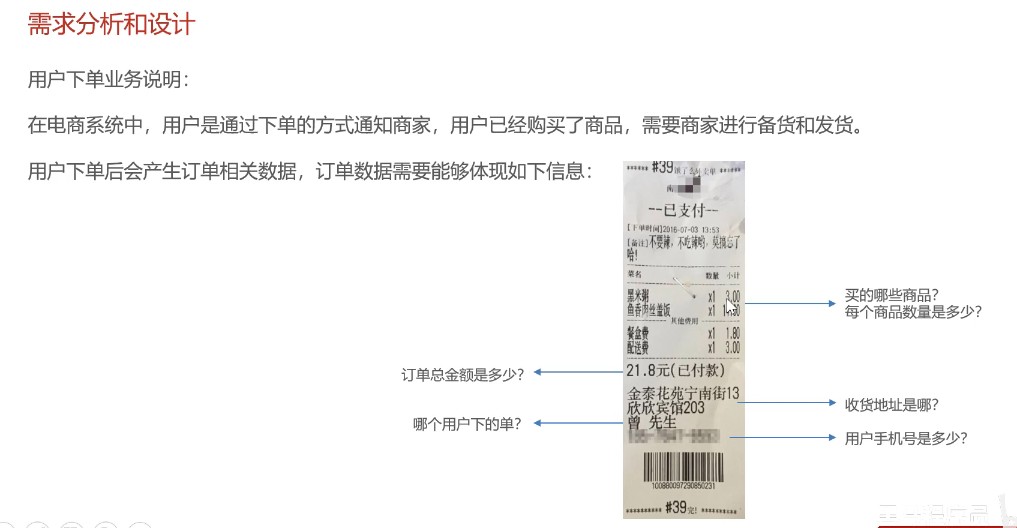 需求分析和设计
用户下单业务说明：
在电商系统中，用户是通过下单的方式通知商家，用户已经购买了商品，需要商家进行备货和发货。
用户下单后会产生订单相关数据，订单数据需要能够体现如下信息：
****** #39 饿了么外卖单 ******
南
--已支付--
[下单时间]2016-07-03 13:53
[备注]不要辣，不吃辣哟，莫搞忘了
哈!
菜名 数量 小计
黑米粥 x1 3.00
鱼香肉丝盖饭 x1
其他费用
餐盒费 x1 1.80
配送费 x1 3.00
21.8元(已付款)
金泰花苑宁南街13
欣欣宾馆203
曾 先生
100880097290850231
#39完!
买的哪些商品？
每个商品数量是多少？
订单总金额是多少？
收货地址是哪？
哪个用户下的单？
用户手机号是多少？